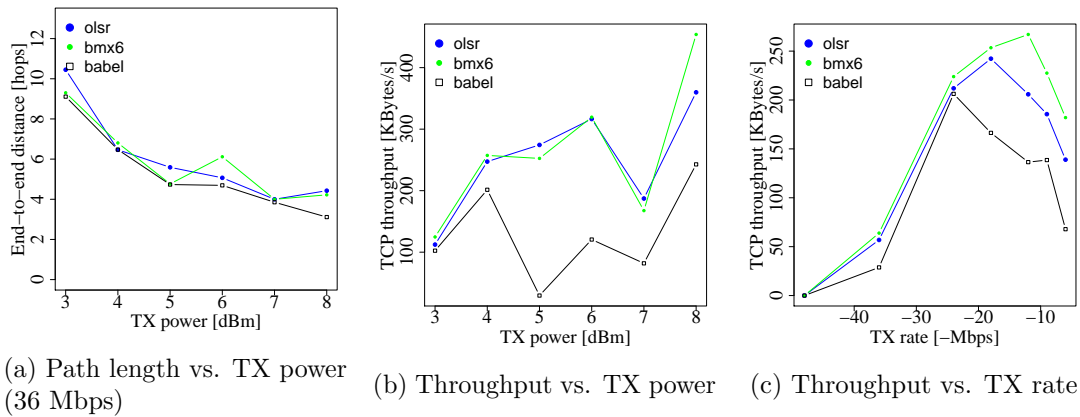 olsr
bmx6
babel
End−to−end distance [hops]
0 2 4 6 8 10 12
3 4 5 6 7 8
TX power [dBm]
(a) Path length vs. TX power
(36 Mbps)
olsr
bmx6
babel
TCP throughput [KBytes/s]
100 200 300 400
3 4 5 6 7 8
TX power [dBm]
(b) Throughput vs. TX power
olsr
bmx6
babel
TCP throughput [KBytes/s]
0 50 100 150 200 250
−40 −30 −20 −10
TX rate [−Mbps]
(c) Throughput vs. TX rate